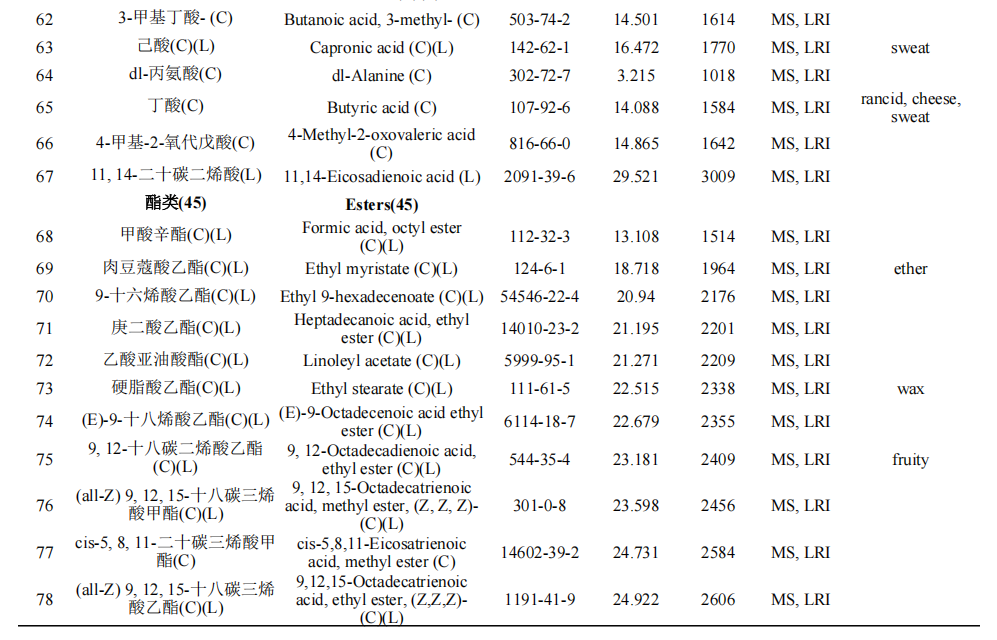 62 3-甲基丁酸- (C) Butanoic acid, 3-methyl- (C) 503-74-2 14.501 1614 MS, LRI
63 己酸(C)(L) Capronic acid (C)(L) 142-62-1 16.472 1770 MS, LRI sweat
64 dl-丙氨酸(C) dl-Alanine (C) 302-72-7 3.215 1018 MS, LRI
65 丁酸(C) Butyric acid (C) 107-92-6 14.088 1584 MS, LRI rancid, cheese,
sweat
66 4-甲基-2-氧代戊酸(C) 4-Methyl-2-oxovaleric acid
(C) 816-66-0 14.865 1642 MS, LRI
67 11, 14-二十碳二烯酸(L) 11,14-Eicosadienoic acid (L) 2091-39-6 29.521 3009 MS, LRI
酯类(45) Esters(45)
68 甲酸辛酯(C)(L) Formic acid, octyl ester
(C)(L) 112-32-3 13.108 1514 MS, LRI
69 肉豆蔻酸乙酯(C)(L) Ethyl myristate (C)(L) 124-6-1 18.718 1964 MS, LRI ether
70 9-十六烯酸乙酯(C)(L) Ethyl 9-hexadecenoate (C)(L) 54546-22-4 20.94 2176 MS, LRI
71 庚二酸乙酯(C)(L) Heptadecanoic acid, ethyl
ester (C)(L) 14010-23-2 21.195 2201 MS, LRI
72 乙酸亚油酸酯(C)(L) Linoleyl acetate (C)(L) 5999-95-1 21.271 2209 MS, LRI
73 硬脂酸乙酯(C)(L) Ethyl stearate (C)(L) 111-61-5 22.515 2338 MS, LRI wax
74 (E)-9-十八烯酸乙酯(C)(L) (E)-9-Octadecenoic acid ethyl
ester (C)(L) 6114-18-7 22.679 2355 MS, LRI
75 9, 12-十八碳二烯酸乙酯
(C)(L) 9, 12-Octadecadienoic acid,
ethyl ester (C)(L) 544-35-4 23.181 2409 MS, LRI fruity
76 (all-Z) 9, 12, 15-十八碳三烯
酸甲酯(C)(L) 9, 12, 15-Octadecatrienoic
acid, methyl ester, (Z, Z, Z)-
(C)(L) 301-0-8 23.598 2456 MS, LRI
77 cis-5, 8, 11-二十碳三烯酸甲
酯(C) cis-5,8,11-Eicosatrienoic
acid, methyl ester (C) 14602-39-2 24.731 2584 MS, LRI
78 (all-Z) 9, 12, 15-十八碳三烯
酸乙酯(C)(L) 9,12,15-Octadecatrienoic
acid, ethyl ester, (Z,Z,Z)-
(C)(L) 1191-41-9 24.922 2606 MS, LRI